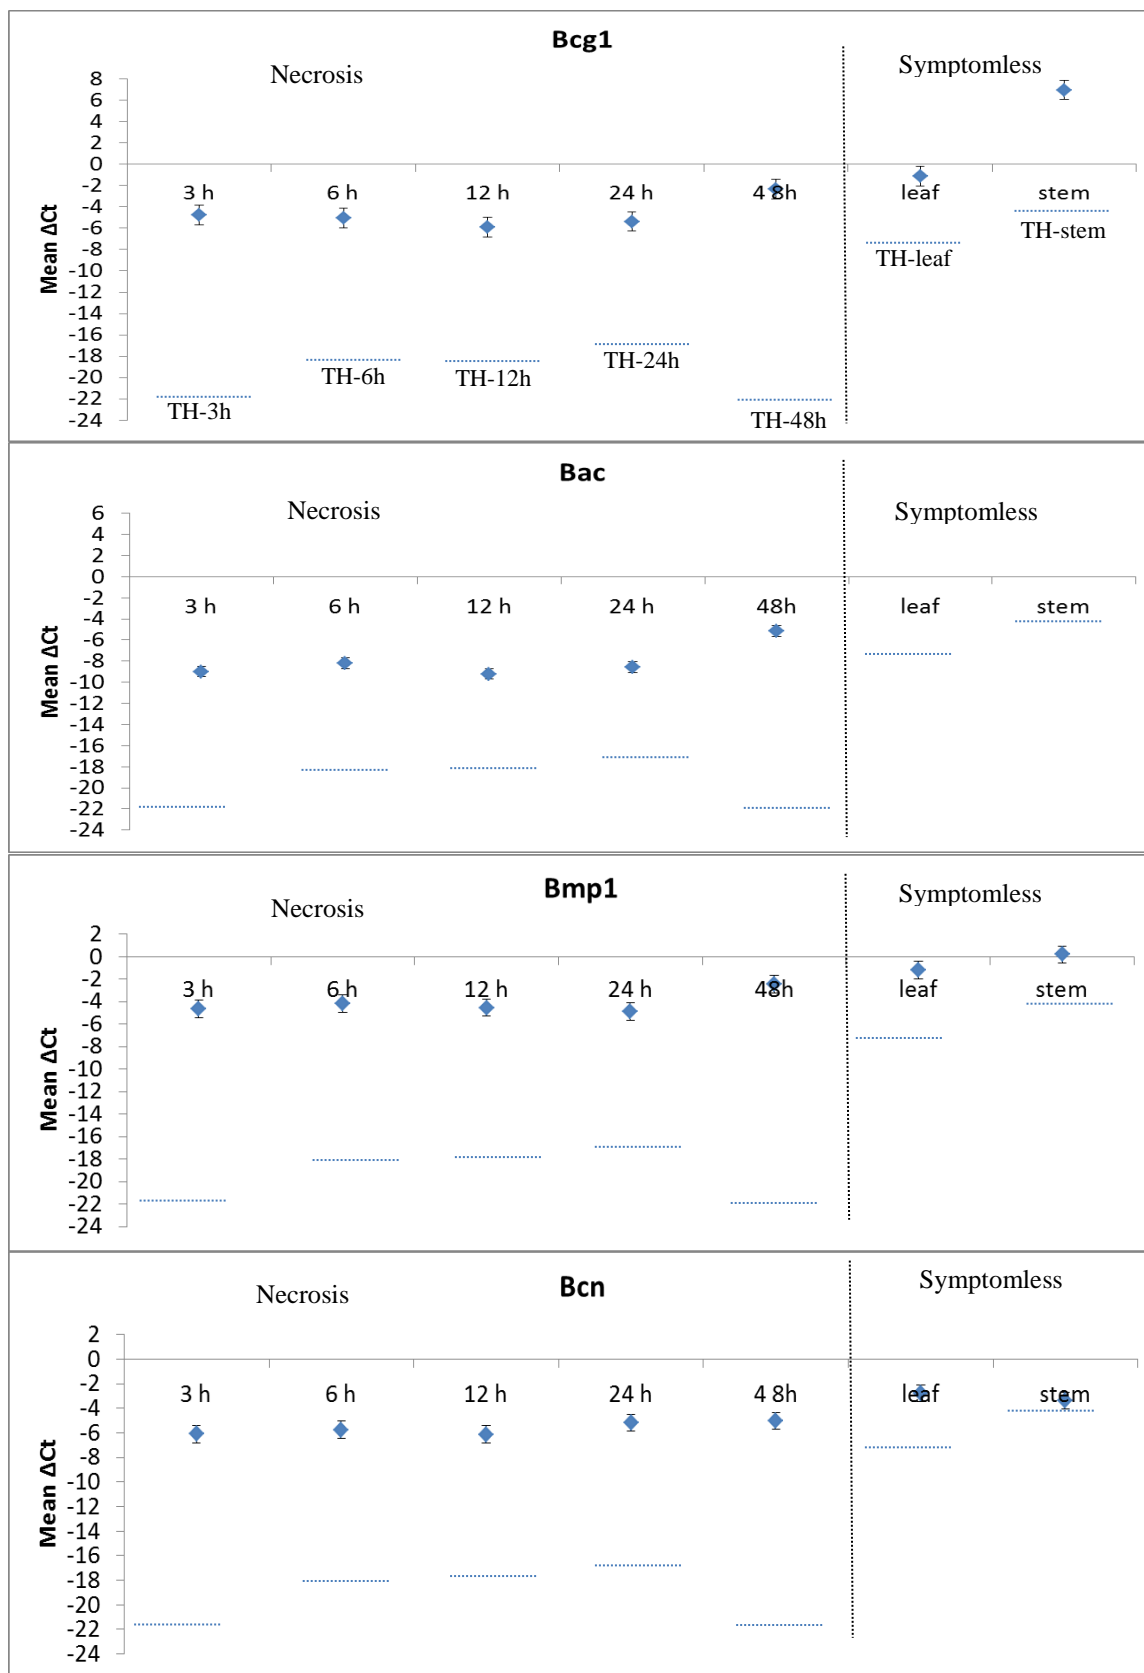 Bcg1
Necrosis
Symptomless
8
6
4
2
0
-2
-4
-6
-8
-10
-12
-14
-16
-18
-20
-22
-24
Mean ΔCt
3 h
6 h
12 h
24 h
4 8h
leaf
stem
TH-3h
TH-6h
TH-12h
TH-24h
TH-48h
TH-leaf
TH-stem
Bac
Necrosis
Symptomless
6
4
2
0
-2
-4
-6
-8
-10
-12
-14
-16
-18
-20
-22
-24
Mean ΔCt
3 h
6 h
12 h
24 h
48h
leaf
stem
Bmp1
Necrosis
Symptomless
2
0
-2
-4
-6
-8
-10
-12
-14
-16
-18
-20
-22
-24
Mean ΔCt
3 h
6 h
12 h
24 h
48h
leaf
stem
Bcn
Necrosis
Symptomless
2
0
-2
-4
-6
-8
-10
-12
-14
-16
-18
-20
-22
-24
Mean ΔCt
3 h
6 h
12 h
24 h
4 8h
leaf
stem